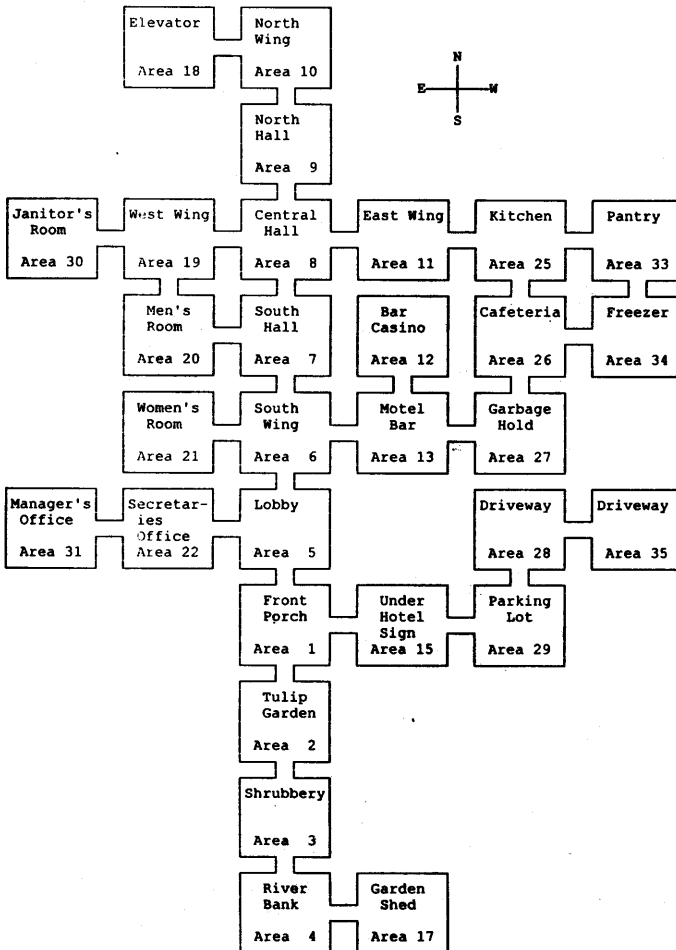 Elevator
Area 18
North
Wing
Area 10
N
E W
S
North
Hall
Area 9
Janitor's
Room
Area 30
West Wing
Area 19
Central
Hall
Area 8
East Wing
Area 11
Kitchen
Area 25
Pantry
Area 33
Men's
Room
Area 20
South
Hall
Area 7
Bar
Casino
Area 12
Cafeteria
Area 26
Freezer
Area 34
Women's
Room
Area 21
South
Wing
Area 6
Motel
Bar
Area 13
Garbage
Hold
Area 27
Manager's
Office
Area 31
Secretar-
ies
Office
Area 22
Lobby
Area 5
Driveway
Area 28
Driveway
Area 35
Front
Porch
Area 1
Under
Hotel
Sign
Area 15
Parking
Lot
Area 29
Tulip
Garden
Area 2
Shrubbery
Area 3
River
Bank
Area 4
Garden
Shed
Area 17